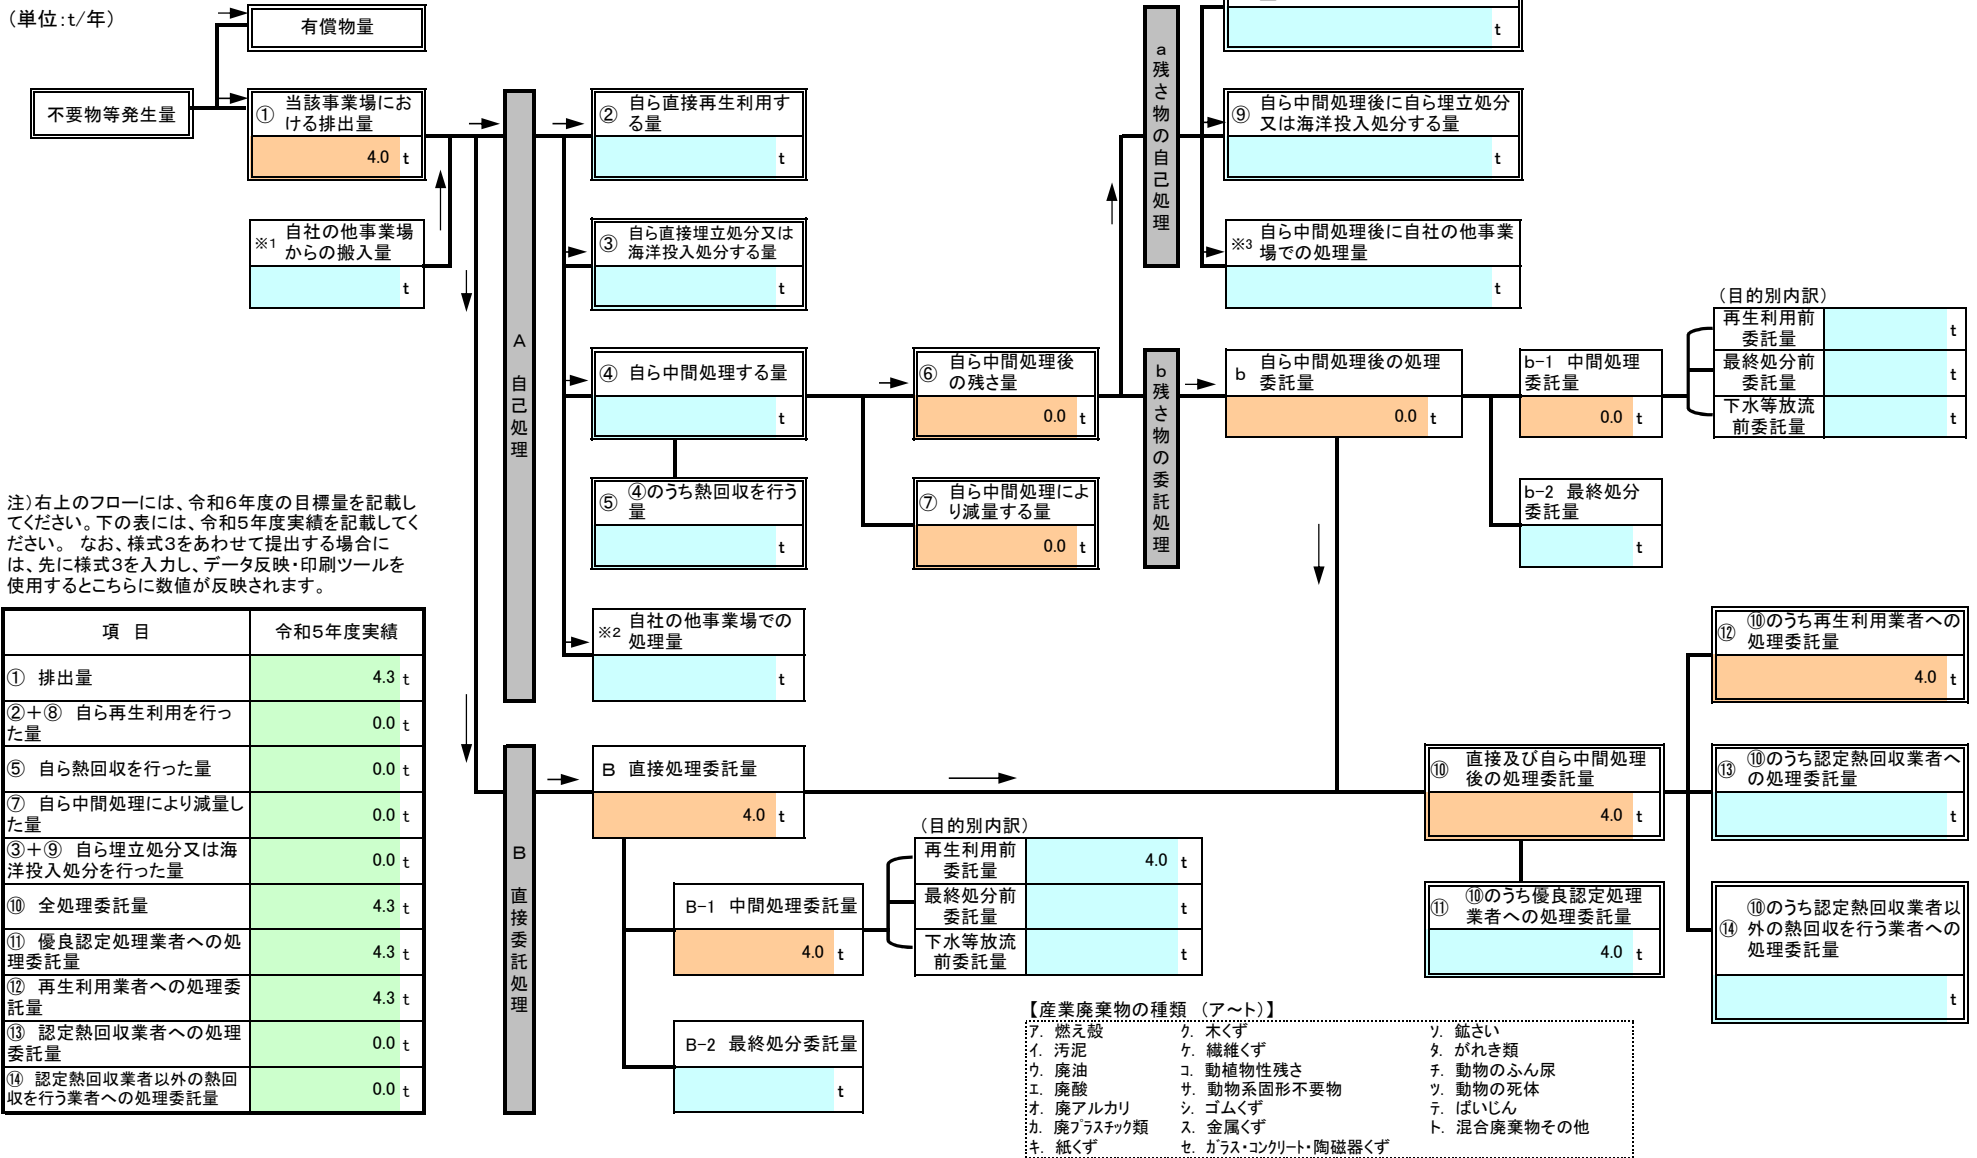 (単位:t/年)
有償物量
不要物等発生量
① 当該事業場にお
ける排出量
4.0 t
※1 自社の他事業場
からの搬入量
t
A 自己処理
② 自ら直接再生利用す
る量
t
③ 自ら直接埋立処分又は
海洋投入処分する量
t
④ 自ら中間処理する量
t
⑤ ④のうち熱回収を行う
量
t
※2 自社の他事業場での
処理量
t
⑥ 自ら中間処理後
の残さ量
0.0 t
⑦ 自ら中間処理によ
り減量する量
0.0 t
a残さ物の自己処理
t
⑨ 自ら中間処理後に自ら埋立処分
又は海洋投入処分する量
t
※3 自ら中間処理後に自社の他事業
場での処理量
t
b残さ物の委託処理
b 自ら中間処理後の処理
委託量
0.0 t
b-1 中間処理
委託量
0.0 t
b-2 最終処分
委託量
t
(目的別内訳)
再生利用前
委託量
t
最終処分前
委託量
t
下水等放流
前委託量
t
注)右上のフローには、令和6年度の目標量を記載し
てください。下の表には、令和5年度実績を記載してく
ださい。 なお、様式3をあわせて提出する場合に
は、先に様式3を入力し、データ反映・印刷ツールを
使用するとこちらに数値が反映されます。
項 目 令和5年度実績
① 排出量 4.3 t
②+⑧ 自ら再生利用を行っ
た量 0.0 t
⑤ 自ら熱回収を行った量 0.0 t
⑦ 自ら中間処理により減量し
た量 0.0 t
③+⑨ 自ら埋立処分又は海
洋投入処分を行った量 0.0 t
⑩ 全処理委託量 4.3 t
⑪ 優良認定処理業者への処
理委託量 4.3 t
⑫ 再生利用業者への処理委
託量 4.3 t
⑬ 認定熱回収業者への処理
委託量 0.0 t
⑭ 認定熱回収業者以外の熱回
収を行う業者への処理委託量 0.0 t
B 直接委託処理
B 直接処理委託量
4.0 t
B-1 中間処理委託量
4.0 t
B-2 最終処分委託量
t
(目的別内訳)
再生利用前
委託量
4.0 t
最終処分前
委託量
t
下水等放流
前委託量
t
⑩ 直接及び自ら中間処理
後の処理委託量
4.0 t
⑪ ⑩のうち優良認定処理
業者への処理委託量
4.0 t
⑫ ⑩のうち再生利用業者への
処理委託量
4.0 t
⑬ ⑩のうち認定熱回収業者へ
の処理委託量
t
⑭ ⑩のうち認定熱回収業者以
外の熱回収を行う業者への
処理委託量
t
【産業廃棄物の種類 (ア~ト)】
ア. 燃え殻 ク. 木くず ソ. 鉱さい
イ. 汚泥 ケ. 繊維くず タ. がれき類
ウ. 廃油 コ. 動植物性残さ チ. 動物のふん尿
エ. 廃酸 サ. 動物系固形不要物 ツ. 動物の死体
オ. 廃アルカリ シ. ゴムくず テ. ばいじん
カ. 廃プラスチック類 ス. 金属くず ト. 混合廃棄物その他
キ. 紙くず セ. ガラス・コンクリート・陶磁器くず